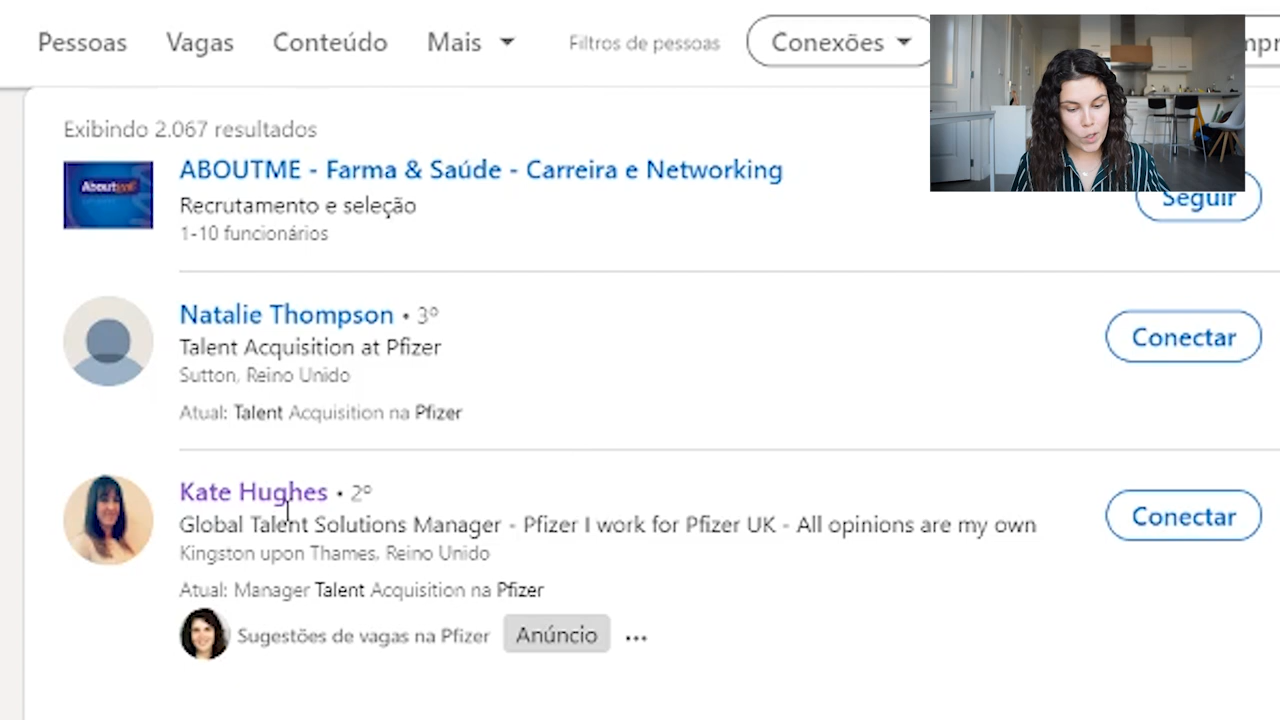 Pessoas Vagas Conteúdo Mais Filtros de pessoas Conexões
Exibindo 2.067 resultados
ABOUTME - Farma & Saúde - Carreira e Networking
Recrutamento e seleção
1-10 funcionários
Seguir
Natalie Thompson • 3º
Talent Acquisition at Pfizer
Sutton, Reino Unido
Atual: Talent Acquisition na Pfizer
Conectar
Kate Hughes • 2º
Global Talent Solutions Manager - Pfizer I work for Pfizer UK - All opinions are my own
Kingston upon Thames, Reino Unido
Atual: Manager Talent Acquisition na Pfizer
Conectar
Sugestões de vagas na Pfizer Anúncio ...